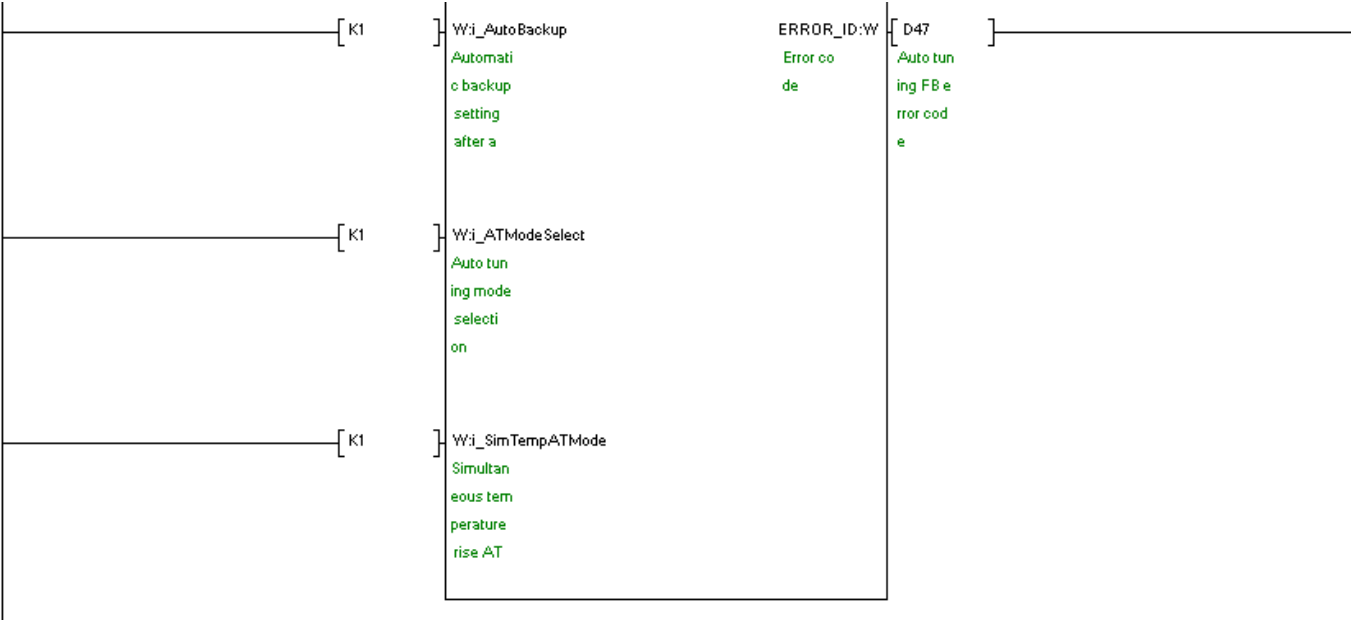 K1 W:i_AutoBackup ERROR_ID:W D47
Automati Error co Auto tun
c backup de ing FB e
setting rror cod
after a e
K1 W:i_ATModeSelect
Auto tun
ing mode
selecti
on
K1 W:i_SimTempATMode
Simultan
eous tem
perature
rise AT